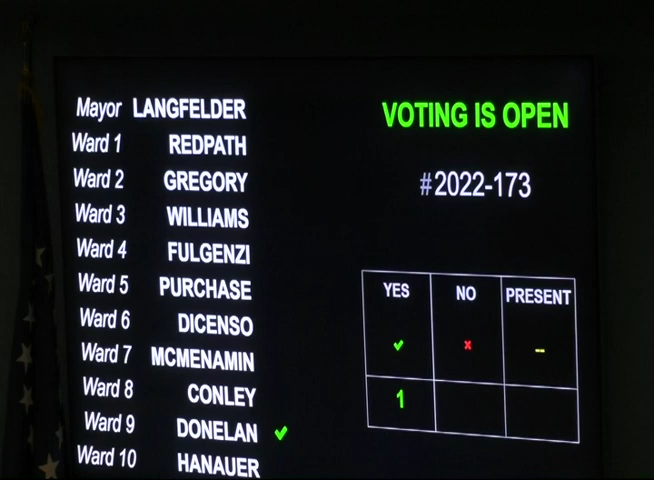 Mayor LANGFELDER
Ward 1 REDPATH
Ward 2 GREGORY
Ward 3 WILLIAMS
Ward 4 FULGENZI
Ward 5 PURCHASE
Ward 6 DICENSO
Ward 7 MCMENAMIN
Ward 8 CONLEY
Ward 9 DONELAN ✓
Ward 10 HANAUER
VOTING IS OPEN
#2022-173
YES NO PRESENT
✓ × --
1